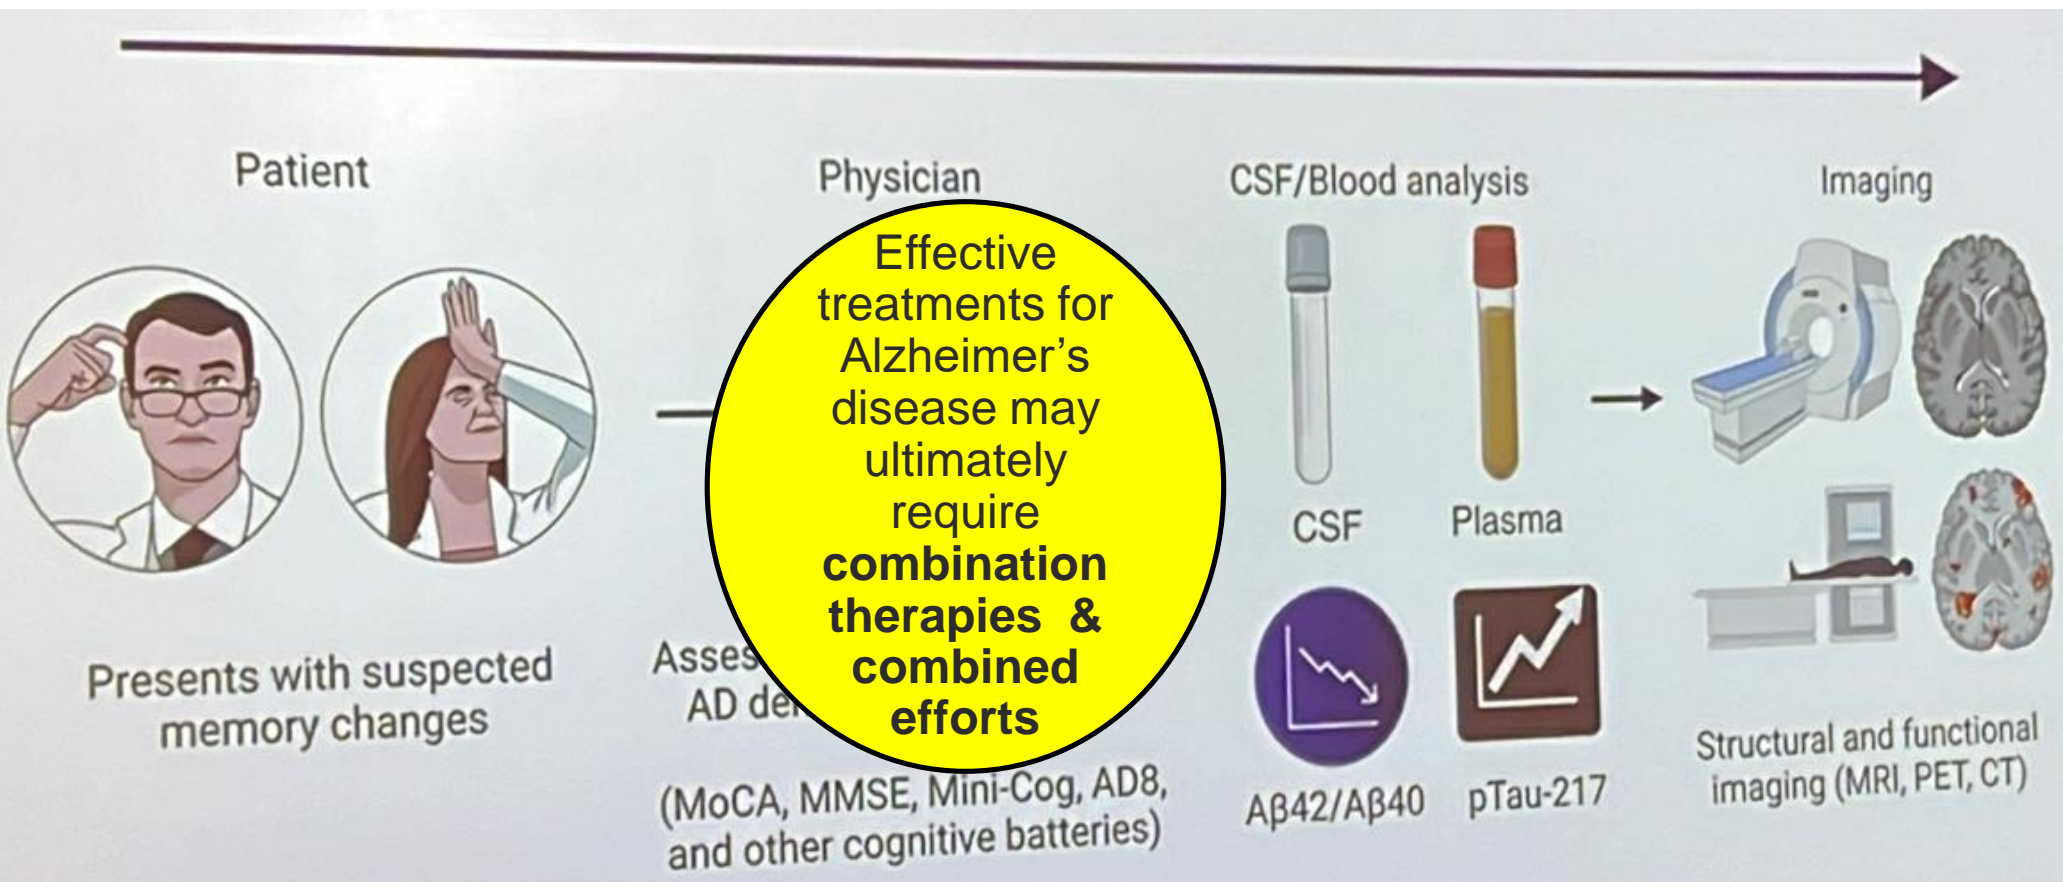 Patient
Presents with suspected
memory changes
Physician
Effective
treatments for
Alzheimer’s
disease may
ultimately
require
combination
therapies &
combined
efforts
AD
(MoCA, MMSE, Mini-Cog, AD8,
and other cognitive batteries)
CSF/Blood analysis
CSF
Plasma
Aβ42/Aβ40
pTau-217
Imaging
Structural and functional
imaging (MRI, PET, CT)